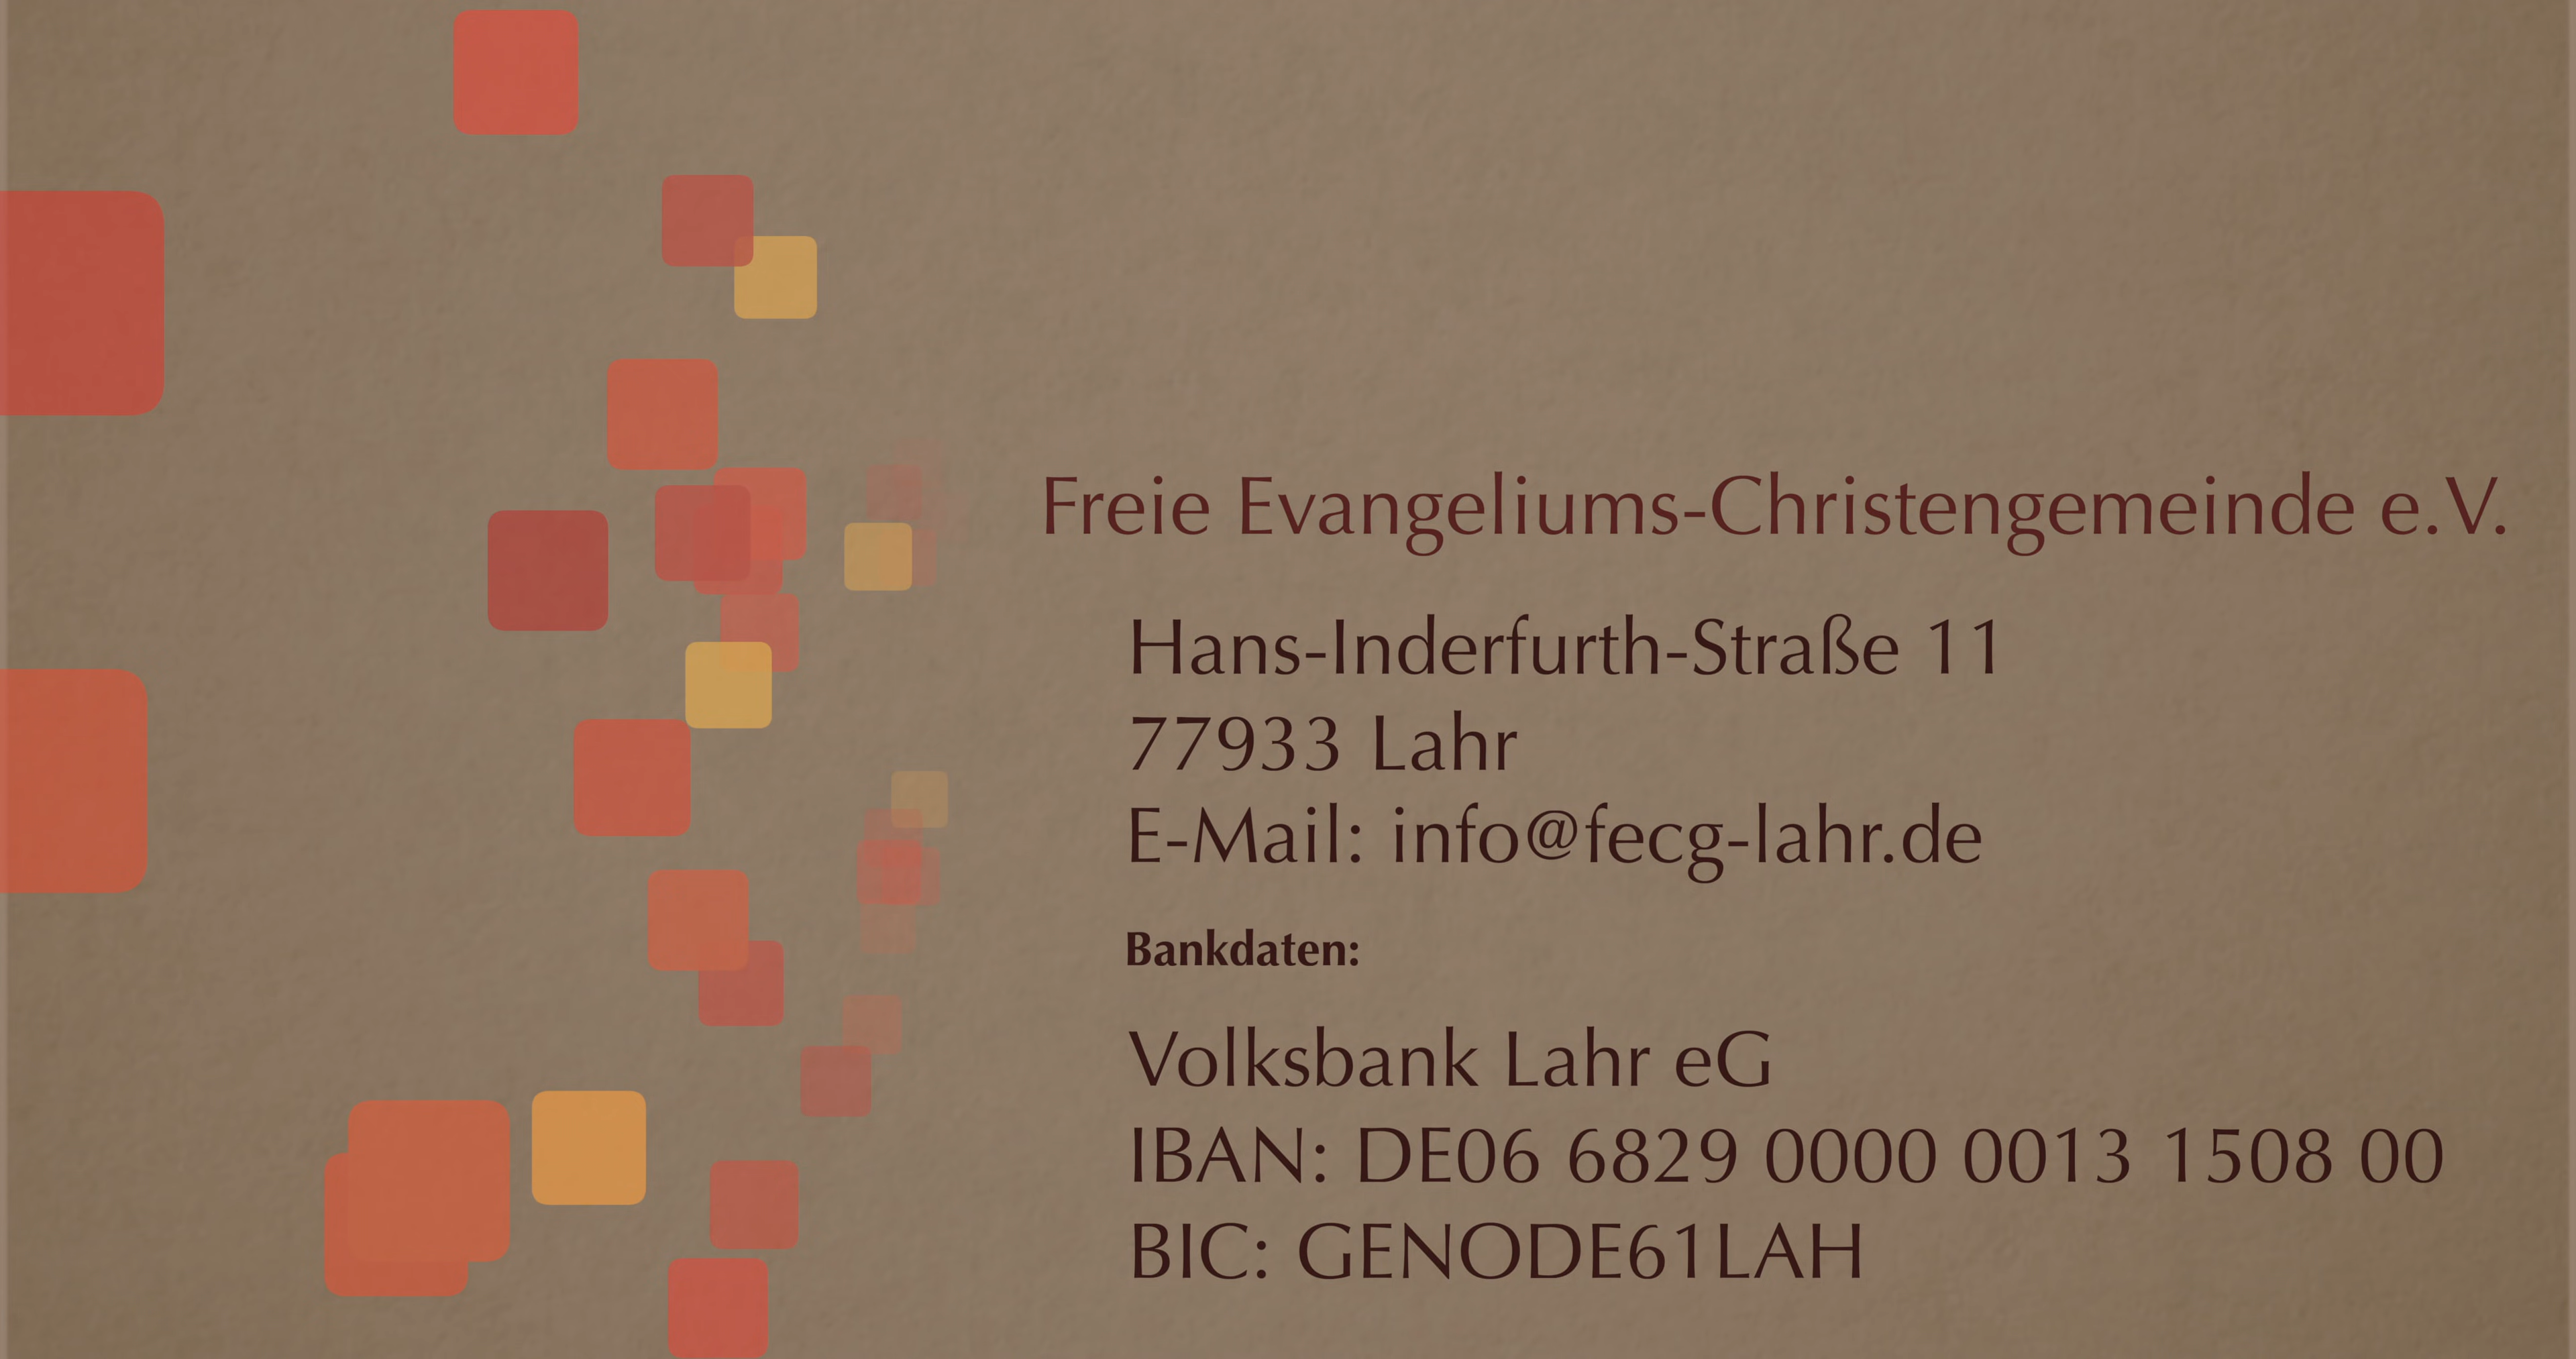 Freie Evangeliums-Christengemeinde e.V.
Hans-Inderfurth-Straße 11
77933 Lahr
E-Mail: info@fecg-lahr.de
Bankdaten:
Volksbank Lahr eG
IBAN: DE06 6829 0000 0013 1508 00
BIC: GENODE61LAH